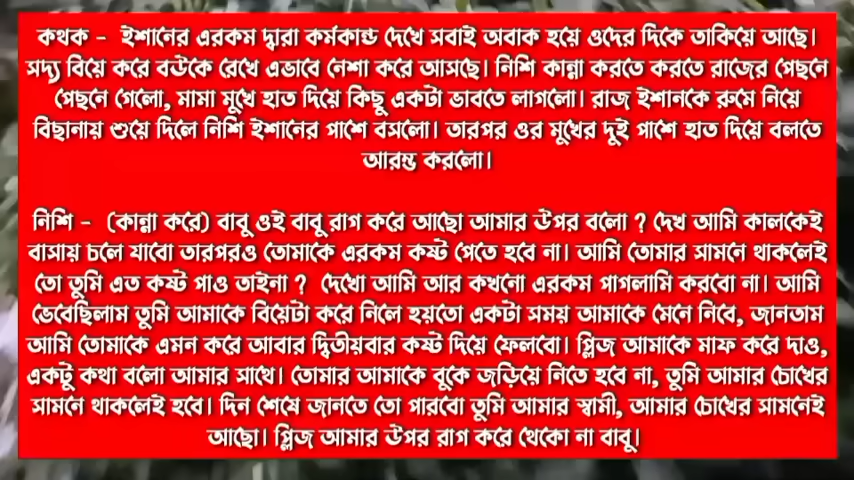 কথক - ইশানের এরকম দ্বারা কর্মকান্ড দেখে সবাই অবাক হয়ে ওদের দিকে তাকিয়ে আছে।
সদ্য বিয়ে করে বউকে রেখে এভাবে নেশা করে আসছে। নিশি কান্না করতে করতে রাজের পেছনে
পেছনে গেলো, মামা মুখে হাত দিয়ে কিছু একটা ভাবতে লাগলো। রাজ ইশানকে রুমে নিয়ে
বিছানায় শুয়ে দিলে নিশি ইশানের পাশে বসলো। তারপর ওর মুখের দুই পাশে হাত দিয়ে বলতে
আরম্ভ করলো।
নিশি - (কান্না করে) বাবু ওই বাবু রাগ করে আছো আমার উপর বলো ? দেখ আমি কালকেই
বাসায় চলে যাবো তারপরও তোমাকে এরকম কষ্ট পেতে হবে না। আমি তোমার সামনে থাকলেই
তো তুমি এত কষ্ট পাও তাইনা ? দেখো আমি আর কখনো এরকম পাগলামি করবো না। আমি
ভেবেছিলাম তুমি আমাকে বিয়েটা করে নিলে হয়তো একটা সময় আমাকে মেনে নিবে, জানতাম
আমি তোমাকে এমন করে আবার দ্বিতীয়বার কষ্ট দিয়ে ফেলবো। প্লিজ আমাকে মাফ করে দাও,
একটু কথা বলো আমার সাথে। তোমার আমাকে বুকে জড়িয়ে নিতে হবে না, তুমি আমার চোখের
সামনে থাকলেই হবে। দিন শেষে জানতে তো পারবো তুমি আমার স্বামী, আমার চোখের সামনেই
আছো। প্লিজ আমার উপর রাগ করে থেকো না বাবু।